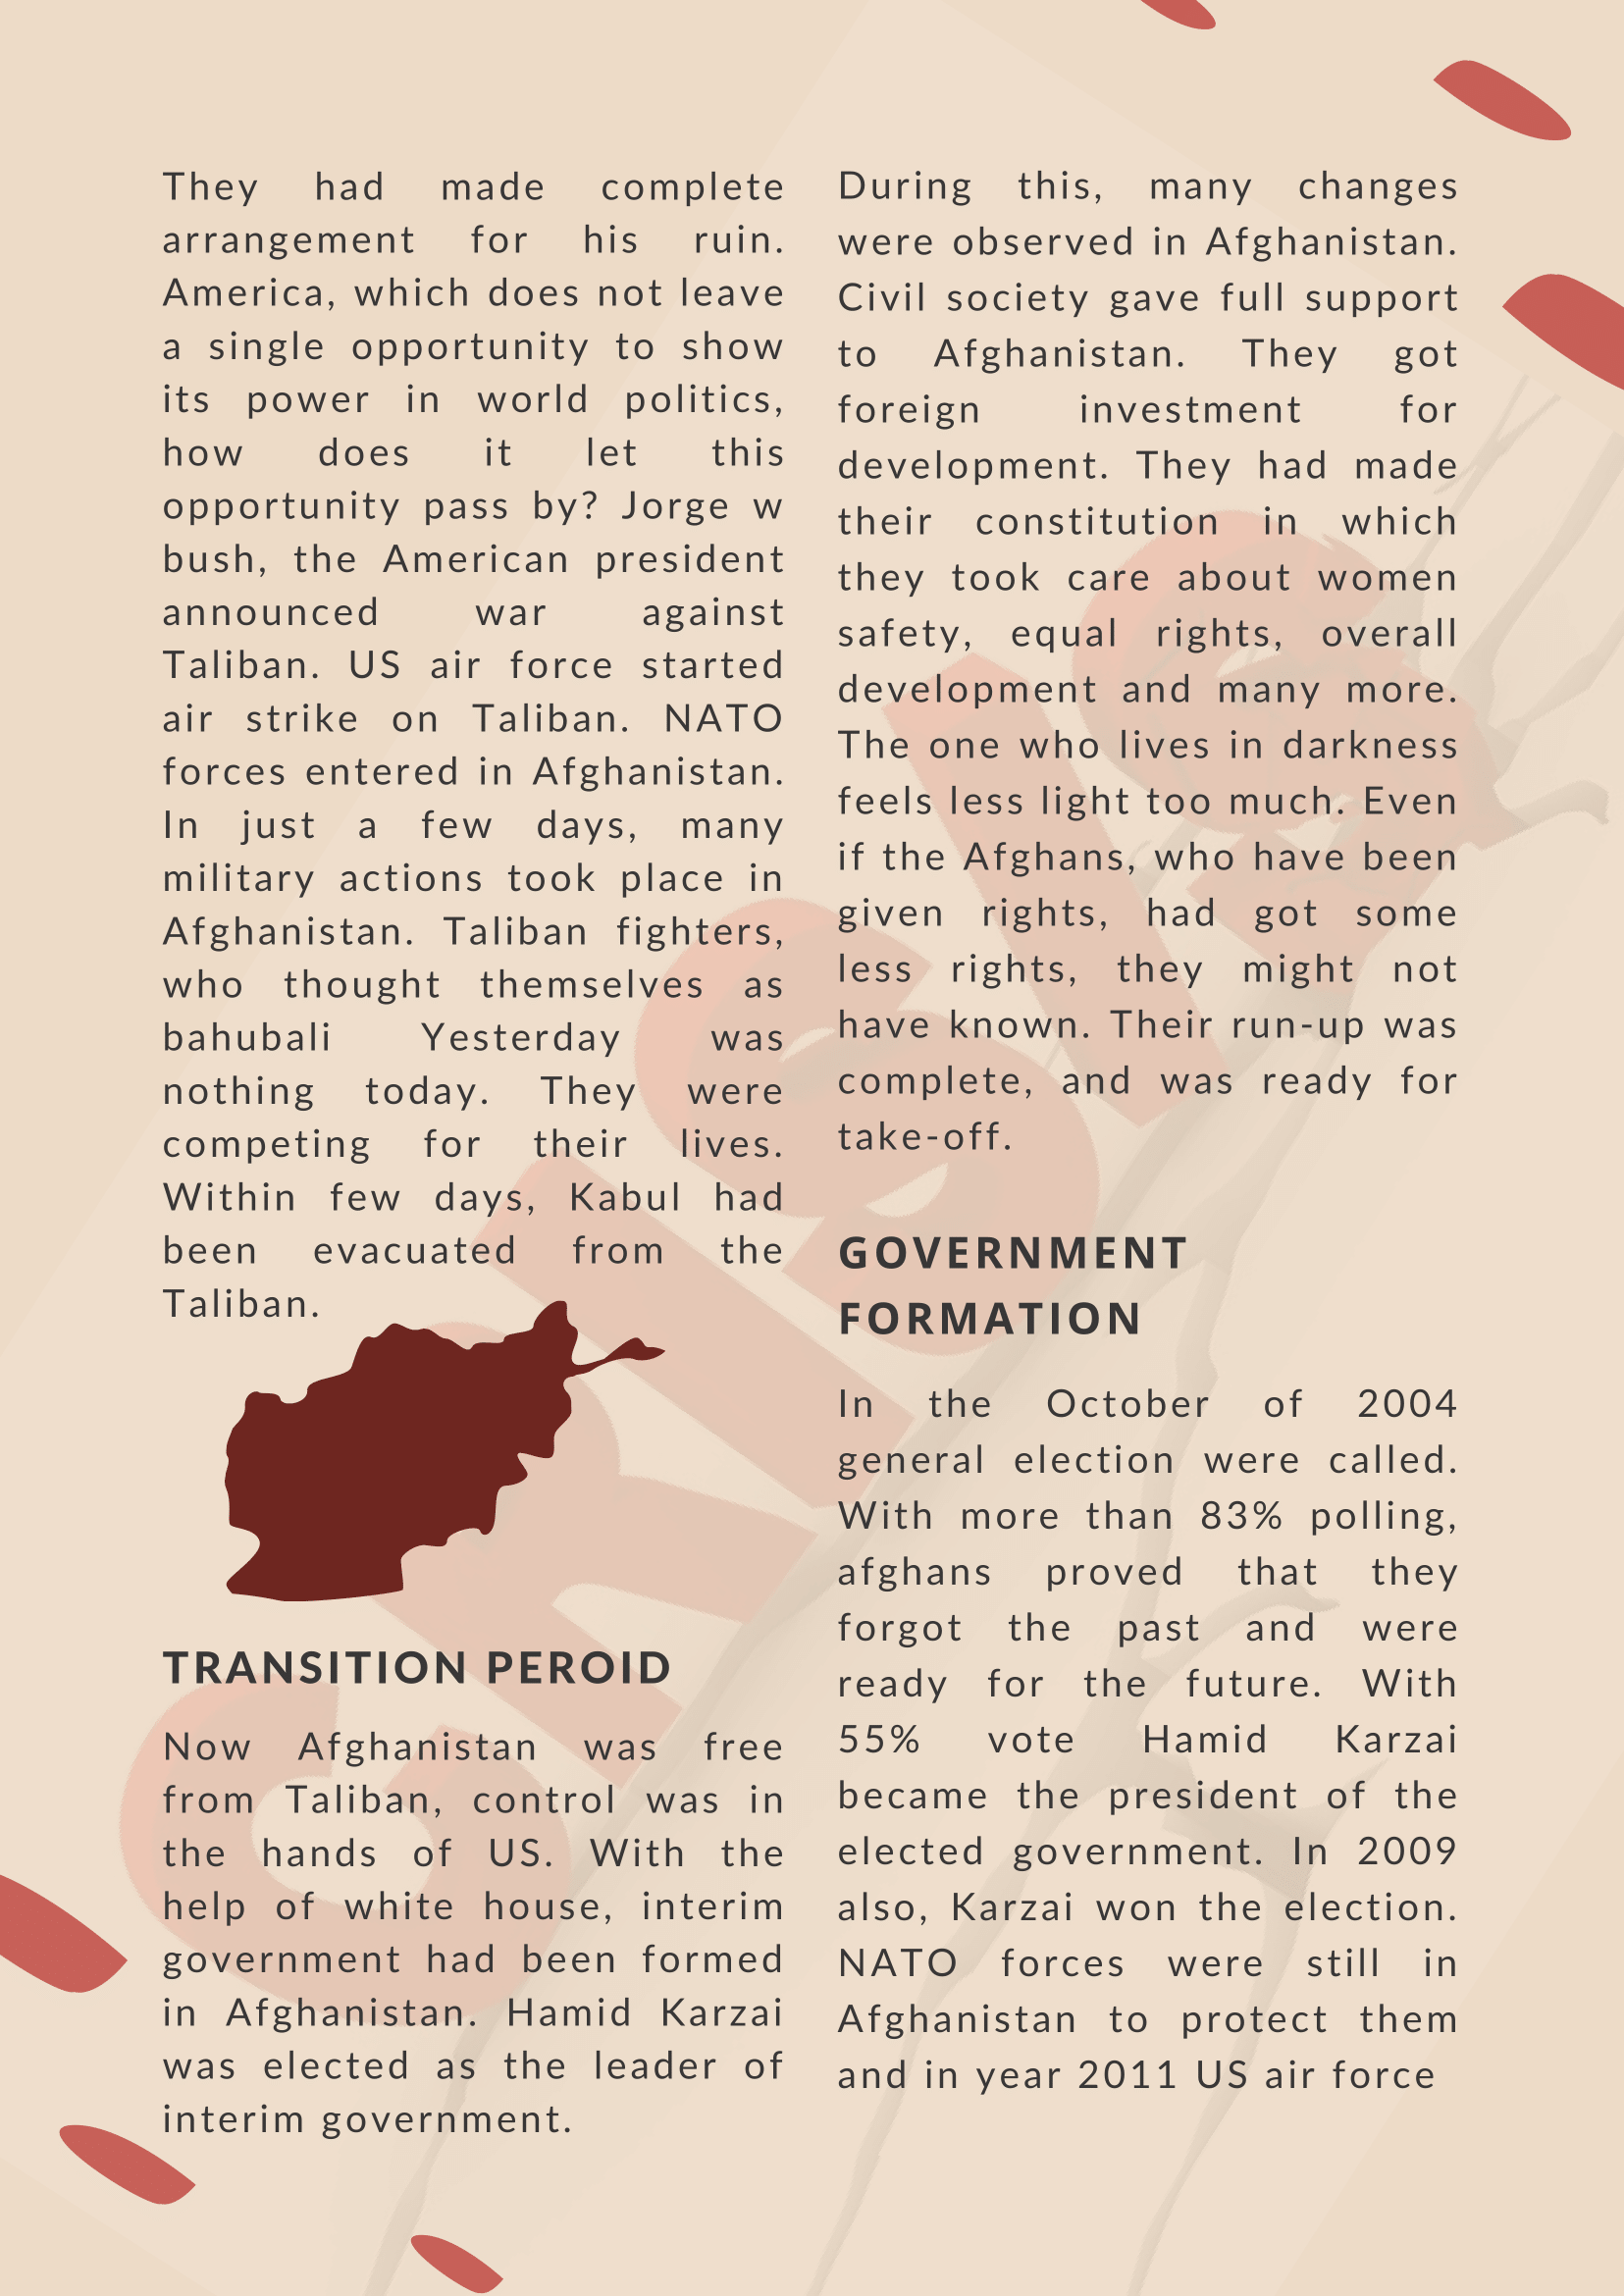 They had made complete
arrangement for his ruin.
America, which does not leave
a single opportunity to show
its power in world politics,
how does it let this
opportunity pass by? Jorge w
bush, the American president
announced war against
Taliban. US air force started
air strike on Taliban. NATO
forces entered in Afghanistan.
In just a few days, many
military actions took place in
Afghanistan. Taliban fighters,
who thought themselves as
bahubali Yesterday was
nothing today. They were
competing for their lives.
Within few days, Kabul had
been evacuated from the
Taliban.
TRANSITION PEROID
Now Afghanistan was free
from Taliban, control was in
the hands of US. With the
help of white house, interim
government had been formed
in Afghanistan. Hamid Karzai
was elected as the leader of
interim government.
During this, many changes
were observed in Afghanistan.
Civil society gave full support
to Afghanistan. They got
foreign investment for
development. They had made
their constitution in which
they took care about women
safety, equal rights, overall
development and many more.
The one who lives in darkness
feels less light too much. Even
if the Afghans, who have been
given rights, had got some
less rights, they might not
have known. Their run-up was
complete, and was ready for
take-off.
GOVERNMENT
FORMATION
In the October of 2004
general election were called.
With more than 83% polling,
afghans proved that they
forgot the past and were
ready for the future. With
55% vote Hamid Karzai
became the president of the
elected government. In 2009
also, Karzai won the election.
NATO forces were still in
Afghanistan to protect them
and in year 2011 US air force
CRISIS